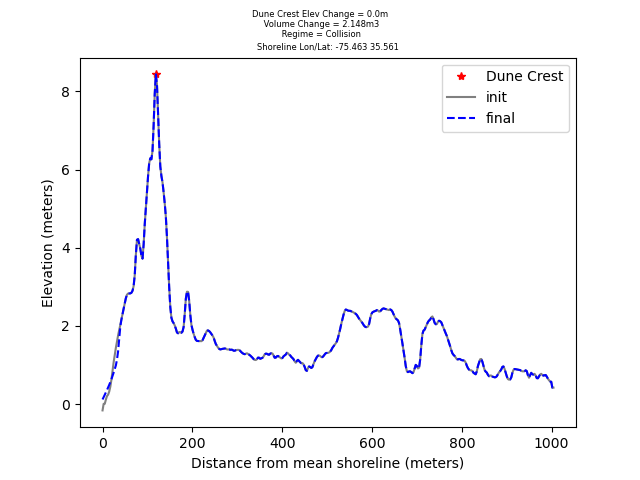 Dune Crest Elev Change = 0.0m
Volume Change = 2.148m3
Regime = Collision
Shoreline Lon/Lat: -75.463 35.561
Dune Crest
init
final
8
6
4
2
0
Elevation (meters)
0 200 400 600 800 1000
Distance from mean shoreline (meters)